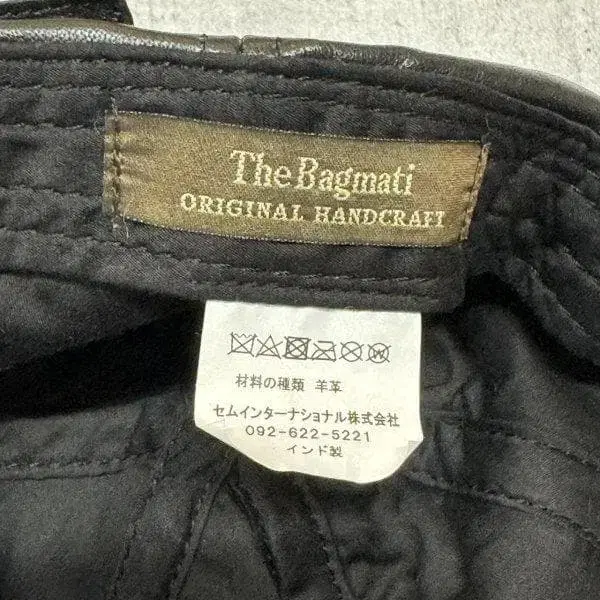 The Bagmati
ORIGINAL HANDCRAFT
材料の種類 羊革
セムインターナショナル株式会社
092-622-5221
インド製